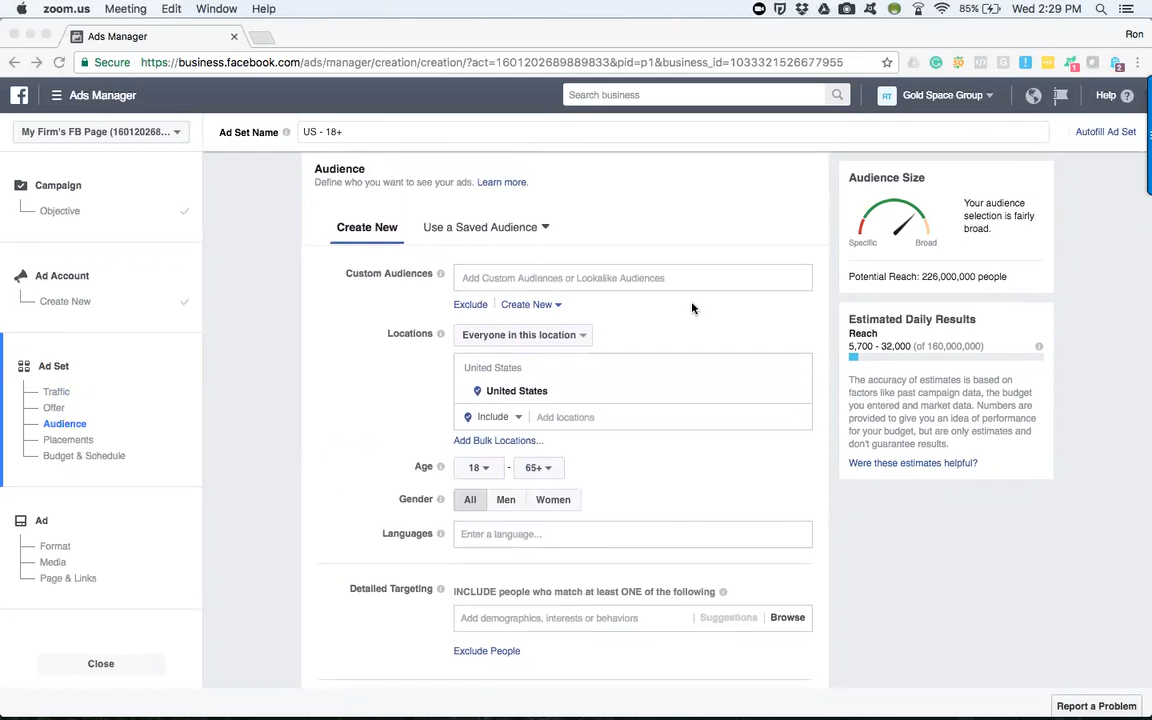 zoom.us Meeting Edit Window Help 85% Wed 2:29 PM
Ads Manager Ron
Secure https://business.facebook.com/ads/manager/creation/creation/?act=1601202689889833&pid=p1&business_id=1033321526677955
Ads Manager Search business RT Gold Space Group Help ?
My Firm's FB Page (160120268... Ad Set Name US - 18+ Autofill Ad Set
Campaign
Objective
Ad Account
Create New
Ad Set
Traffic
Offer
Audience
Placements
Budget & Schedule
Ad
Format
Media
Page & Links
Close
Audience
Define who you want to see your ads. Learn more.
Create New Use a Saved Audience
Custom Audiences Add Custom Audiences or Lookalike Audiences
Exclude Create New
Locations Everyone in this location
United States
United States
Include Add locations
Add Bulk Locations...
Age 18 - 65+
Gender All Men Women
Languages Enter a language...
Detailed Targeting INCLUDE people who match at least ONE of the following
Add demographics, interests or behaviors Suggestions Browse
Exclude People
Audience Size
Your audience
selection is fairly
broad.
Specific Broad
Potential Reach: 226,000,000 people
Estimated Daily Results
Reach
5,700 - 32,000 (of 160,000,000)
The accuracy of estimates is based on
factors like past campaign data, the budget
you entered and market data. Numbers are
provided to give you an idea of performance
for your budget, but are only estimates and
don't guarantee results.
Were these estimates helpful?
Report a Problem